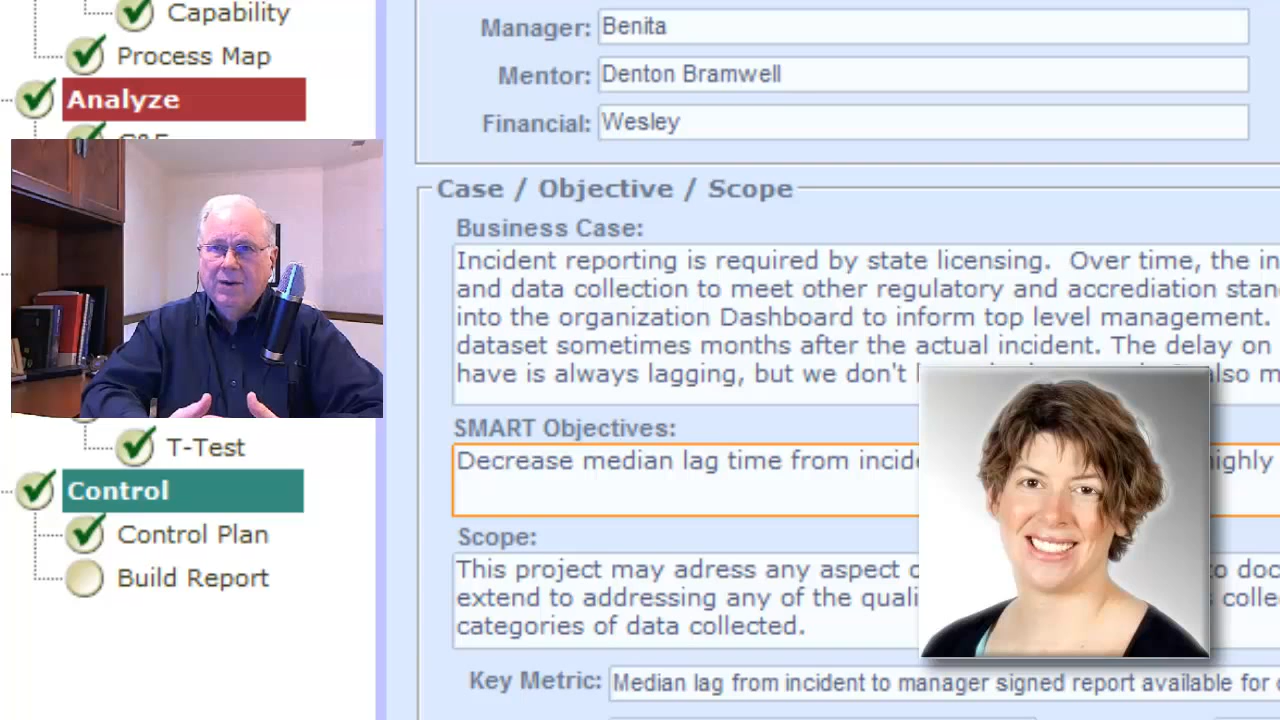 Capability
Process Map
Analyze
C&E
T-Test
Control
Control Plan
Build Report
Manager: Benita
Mentor: Denton Bramwell
Financial: Wesley
Case / Objective / Scope
Business Case:
Incident reporting is required by state licensing. Over time, the in
and data collection to meet other regulatory and accrediation stan
into the organization Dashboard to inform top level management.
dataset sometimes months after the actual incident. The delay on
have is always lagging, but we don't also m
SMART Objectives:
Decrease median lag time from incide highly
Scope:
This project may adress any aspect o to doc
extend to addressing any of the quali colle
categories of data collected.
Key Metric: Median lag from incident to manager signed report available for